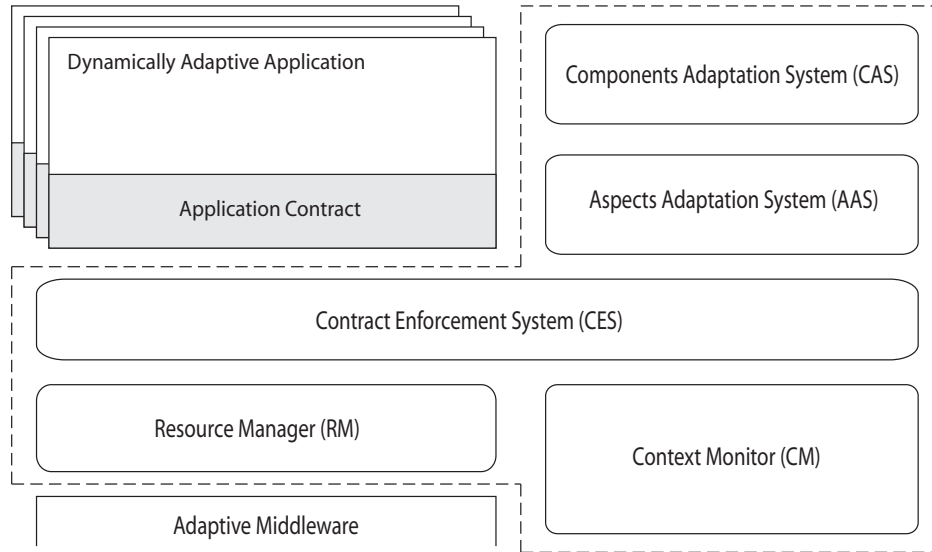 Dynamically Adaptive Application
Application Contract
Components Adaptation System (CAS)
Aspects Adaptation System (AAS)
Contract Enforcement System (CES)
Resource Manager (RM)
Context Monitor (CM)
Adaptive Middleware